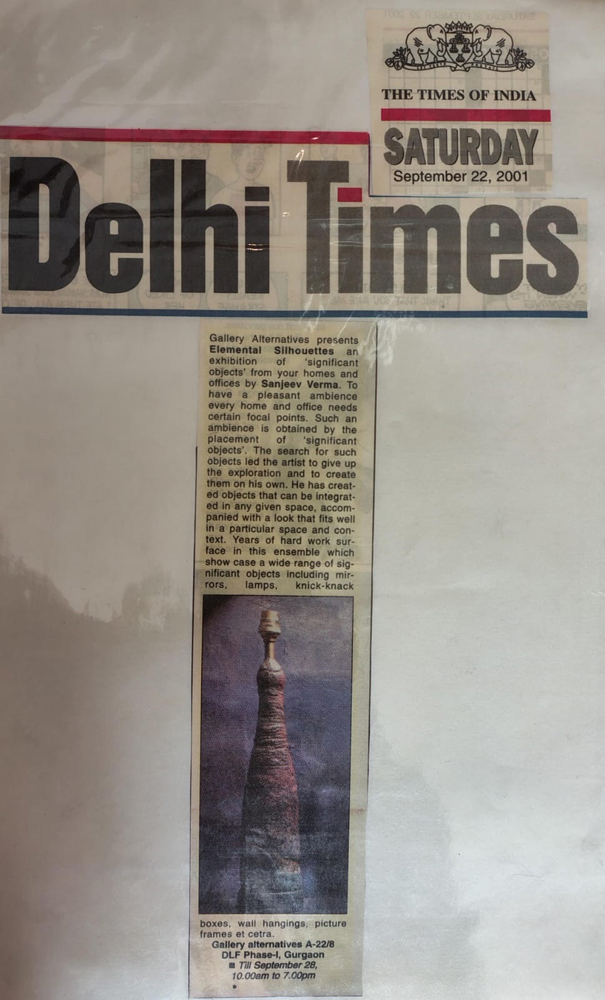 THE TIMES OF INDIA
SATURDAY
September 22, 2001
Delhi Times
Gallery Alternatives presents
Elemental Silhouettes an
exhibition of 'significant
objects' from your homes and
offices by Sanjeev Verma. To
have a pleasant ambience
every home and office needs
certain focal points. Such an
ambience is obtained by the
placement of 'significant
objects'. The search for such
objects led the artist to give up
the exploration and to create
them on his own. He has creat-
ed objects that can be integrat-
ed in any given space, accom-
panied with a look that fits well
in a particular space and con-
text. Years of hard work sur-
face in this ensemble which
show case a wide range of sig-
nificant objects including mir-
rors, lamps, knick-knack
boxes, wall hangings, picture
frames et cetra.
Gallery alternatives A-22/8
DLF Phase-I, Gurgaon
■ Till September 28,
10.00am to 7.00pm